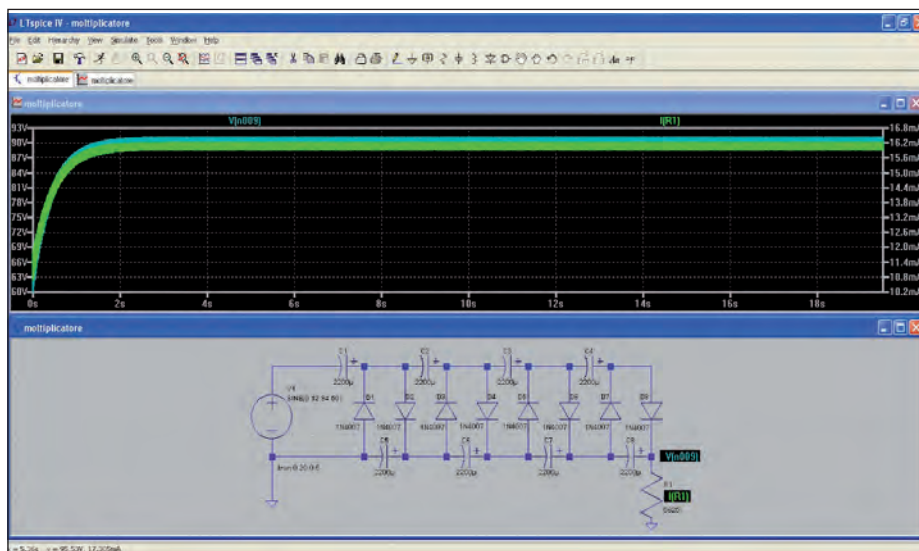 LTspice IV - moltiplicatore
File Edit Hierarchy View Simulate Tools Window Help
moltiplicatore moltiplicatore
moltiplicatore
V[n009] I(R1)
93V 16.8mA
90V 16.2mA
87V 15.6mA
84V 15.0mA
81V 14.4mA
78V 13.8mA
75V 13.2mA
72V 12.6mA
69V 12.0mA
66V 11.4mA
63V 10.8mA
60V 10.2mA
0s 2s 4s 6s 8s 10s 12s 14s 16s 18s
moltiplicatore
C1 C2 C3 C4
2200µ 2200µ 2200µ 2200µ
V1
D1 D2 D3 D4 D5 D6 D7
1N4007 1N4007 1N4007 1N4007 1N4007 1N4007 1N4007 1N4007
C5 C6 C7
V[n009]
2200µ 2200µ 2200µ 2200µ
R1
I(R1)